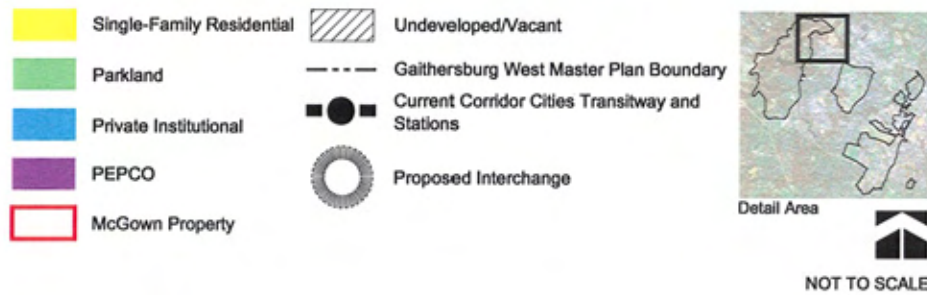 Single-Family Residential
Parkland
Private Institutional
PEPCO
McGown Property
Undeveloped/Vacant
Gaithersburg West Master Plan Boundary
Current Corridor Cities Transitway and
Stations
Proposed Interchange
Detail Area
NOT TO SCALE